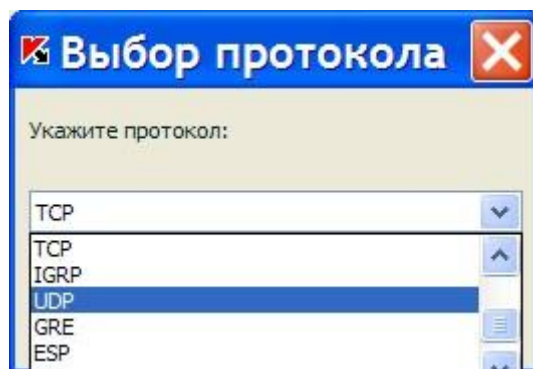 Выбор протокола
Укажите протокол:
TCP
TCP
IGRP
UDP
GRE
ESP